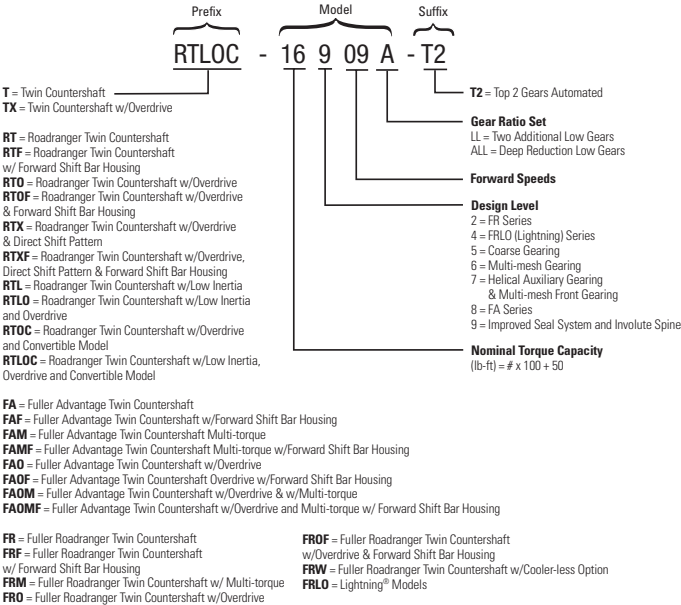 Prefix Model Suffix
RTLOC - 16 9 09 A - T2
T = Twin Countershaft
TX = Twin Countershaft w/Overdrive
RT = Roadranger Twin Countershaft
RTF = Roadranger Twin Countershaft
w/ Forward Shift Bar Housing
RTO = Roadranger Twin Countershaft w/Overdrive
RTOF = Roadranger Twin Countershaft w/Overdrive
& Forward Shift Bar Housing
RTX = Roadranger Twin Countershaft w/Overdrive
& Direct Shift Pattern
RTXF = Roadranger Twin Countershaft w/Overdrive,
Direct Shift Pattern & Forward Shift Bar Housing
RTL = Roadranger Twin Countershaft w/Low Inertia
RTLO = Roadranger Twin Countershaft w/Low Inertia
and Overdrive
RTOC = Roadranger Twin Countershaft w/Overdrive
and Convertible Model
RTLOC = Roadranger Twin Countershaft w/Low Inertia,
Overdrive and Convertible Model
T2 = Top 2 Gears Automated
Gear Ratio Set
LL = Two Additional Low Gears
ALL = Deep Reduction Low Gears
Forward Speeds
Design Level
2 = FR Series
4 = FRLO (Lightning) Series
5 = Coarse Gearing
6 = Multi-mesh Gearing
7 = Helical Auxiliary Gearing
& Multi-mesh Front Gearing
8 = FA Series
9 = Improved Seal System and Involute Spine
Nominal Torque Capacity
(lb-ft) = # x 100 + 50
FA = Fuller Advantage Twin Countershaft
FAF = Fuller Advantage Twin Countershaft w/Forward Shift Bar Housing
FAM = Fuller Advantage Twin Countershaft Multi-torque
FAMF = Fuller Advantage Twin Countershaft Multi-torque w/Forward Shift Bar Housing
FAO = Fuller Advantage Twin Countershaft w/Overdrive
FAOF = Fuller Advantage Twin Countershaft Overdrive w/Forward Shift Bar Housing
FAOM = Fuller Advantage Twin Countershaft w/Overdrive & w/Multi-torque
FAOMF = Fuller Advantage Twin Countershaft w/Overdrive and Multi-torque w/ Forward Shift Bar Housing
FR = Fuller Roadranger Twin Countershaft
FRF = Fuller Roadranger Twin Countershaft
w/ Forward Shift Bar Housing
FRM = Fuller Roadranger Twin Countershaft w/ Multi-torque
FRO = Fuller Roadranger Twin Countershaft w/Overdrive
FROF = Fuller Roadranger Twin Countershaft
w/Overdrive & Forward Shift Bar Housing
FRW = Fuller Roadranger Twin Countershaft w/Cooler-less Option
FRLO = Lightning® Models